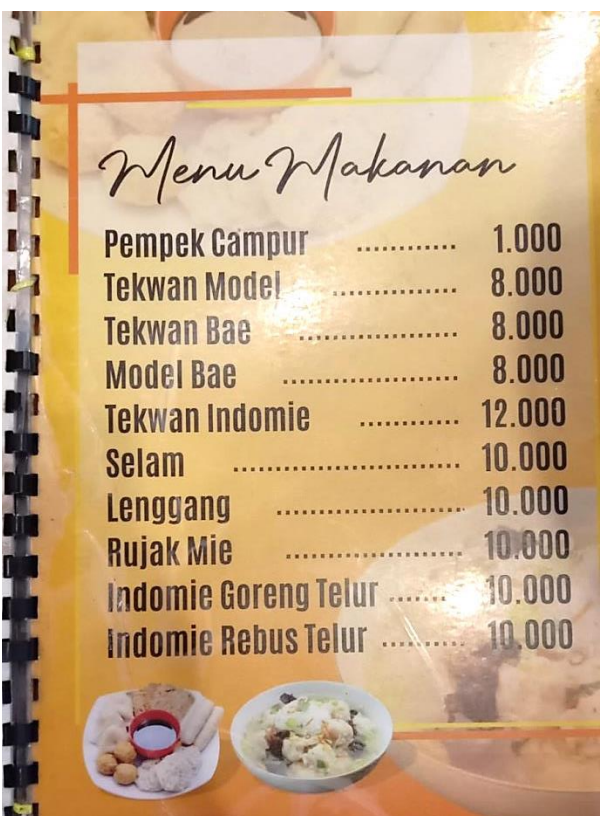 Menu Makanan
Pempek Campur ............ 1.000
Tekwan Model ............... 8.000
Tekwan Bae ................... 8.000
Model Bae ..................... 8.000
Tekwan Indomie ............ 12.000
Selam ........................... 10.000
Lenggang ....................... 10.000
Rujak Mie ..................... 10.000
Indomie Goreng Telur ....... 10.000
Indomie Rebus Telur .......... 10.000